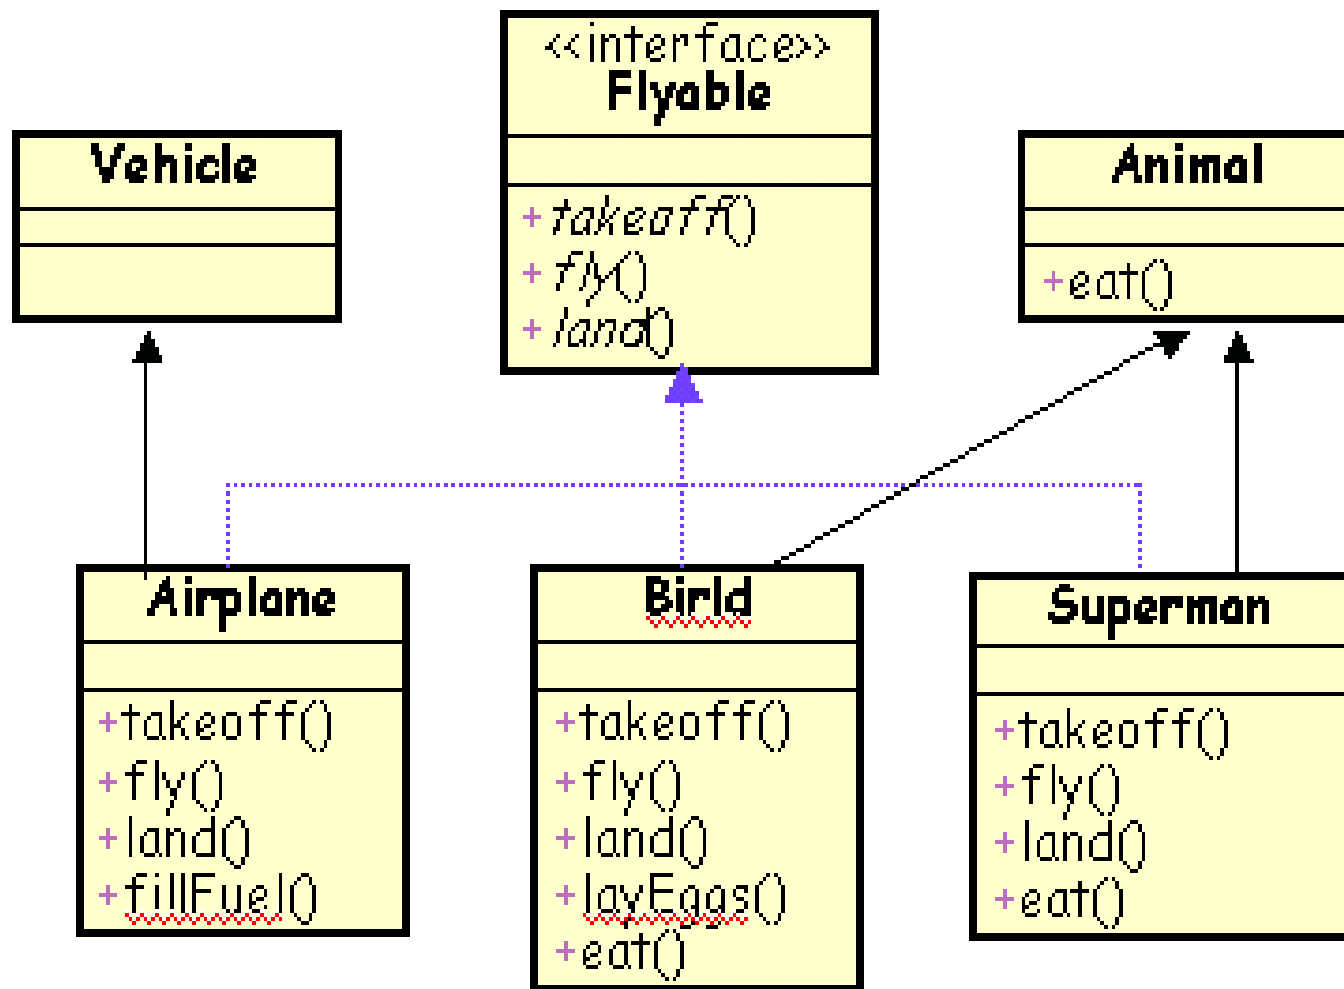 <<interface>>
Flyable
+ takeoff()
+ fly()
+ land()
Vehicle
Animal
+eat()
Airplane
+takeoff()
+fly()
+land()
+fillFuel()
Birld
+takeoff()
+fly()
+land()
+layEggs()
+eat()
Superman
+takeoff()
+fly()
+land()
+eat()